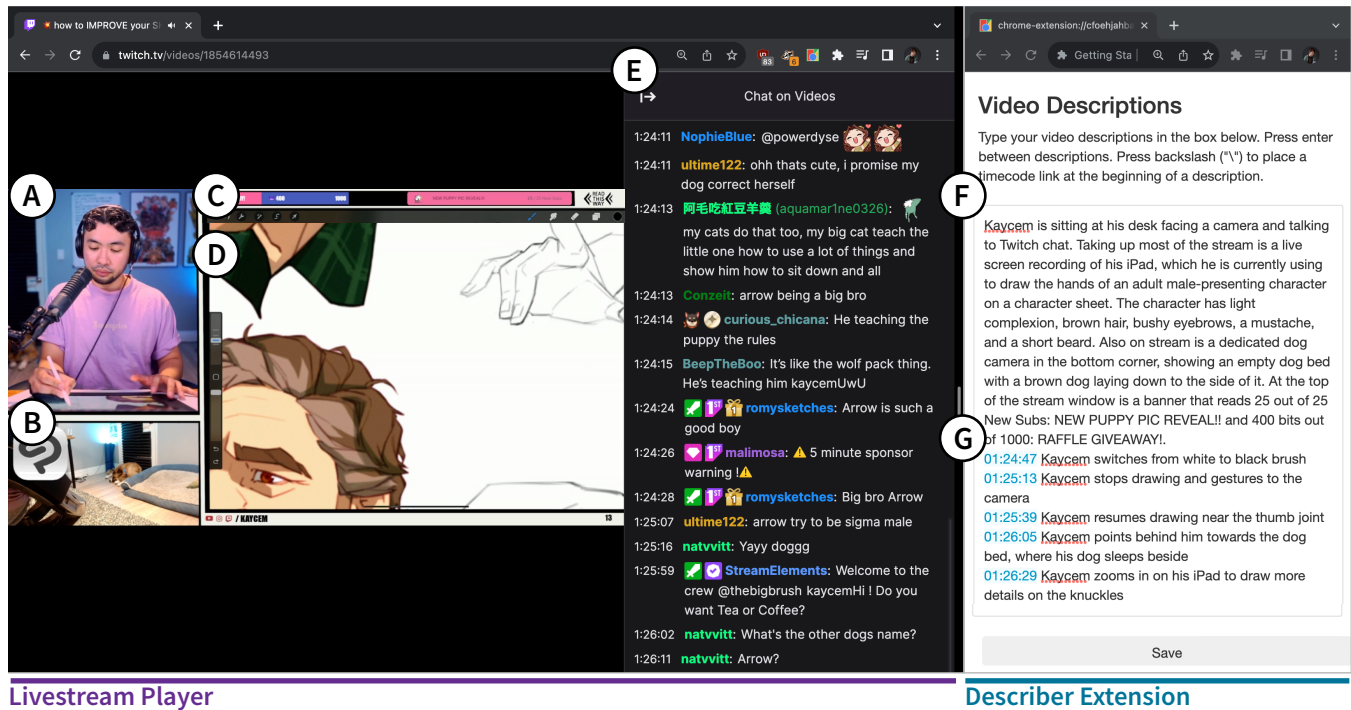 how to IMPROVE your S
twitch.tv/videos/1854614493
83
6
chrome-extension://cfoehjahb
Getting Sta
E
Chat on Videos
1:24:11 NophieBlue: @powerdyse
1:24:11 ultime122: ohh thats cute, i promise my
dog correct herself
1:24:13 阿毛吃紅豆羊羹 (aquamar1ne0326):
my cats do that too, my big cat teach the
little one how to use a lot of things and
show him how to sit down and all
1:24:13 Conzeit: arrow being a big bro
1:24:14 curious_chicana: He teaching the
puppy the rules
1:24:15 BeepTheBoo: It's like the wolf pack thing.
He's teaching him kaycemUwU
1:24:24 1ST 1 romysketches: Arrow is such a
good boy
1:24:26 1ST malimosa: 5 minute sponsor
warning !
1:24:28 1ST 1 romysketches: Big bro Arrow
1:25:07 ultime122: arrow try to be sigma male
1:25:16 natvvitt: Yayy doggg
1:25:59 StreamElements: Welcome to the
crew @thebigbrush kaycemHi ! Do you
want Tea or Coffee?
1:26:02 natvvitt: What's the other dogs name?
1:26:11 natvvitt: Arrow?
A
B
C
D
400
1000
NEW PUPPY PIC REVEAL!!
READ
THIS
WAY
/ KAYCEM
13
Video Descriptions
Type your video descriptions in the box below. Press enter
between descriptions. Press backslash ("\") to place a
timecode link at the beginning of a description.
F
Kaycem is sitting at his desk facing a camera and talking
to Twitch chat. Taking up most of the stream is a live
screen recording of his iPad, which he is currently using
to draw the hands of an adult male-presenting character
on a character sheet. The character has light
complexion, brown hair, bushy eyebrows, a mustache,
and a short beard. Also on stream is a dedicated dog
camera in the bottom corner, showing an empty dog bed
with a brown dog laying down to the side of it. At the top
of the stream window is a banner that reads 25 out of 25
New Subs: NEW PUPPY PIC REVEAL!! and 400 bits out
of 1000: RAFFLE GIVEAWAY!.
G
01:24:47 Kaycem switches from white to black brush
01:25:13 Kaycem stops drawing and gestures to the
camera
01:25:39 Kaycem resumes drawing near the thumb joint
01:26:05 Kaycem points behind him towards the dog
bed, where his dog sleeps beside
01:26:29 Kaycem zooms in on his iPad to draw more
details on the knuckles
Save
Livestream Player
Describer Extension